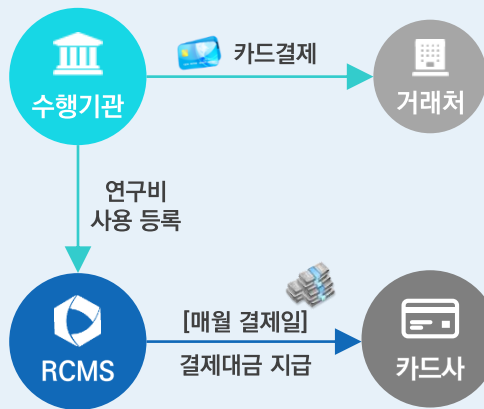 카드결제
수행기관
거래처
연구비
사용 등록
[매월 결제일]
결제대금 지급
RCMS
카드사